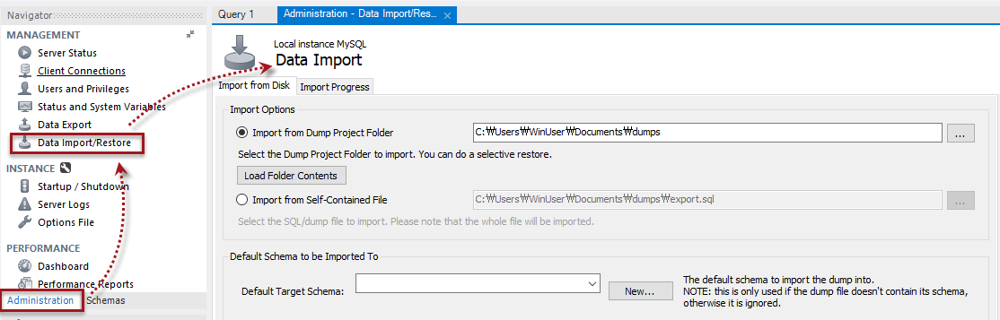 Navigator
Query 1
Administration - Data Import/Res...
MANAGEMENT
Server Status
Client Connections
Users and Privileges
Status and System Variables
Data Export
Data Import/Restore
INSTANCE
Startup / Shutdown
Server Logs
Options File
PERFORMANCE
Dashboard
Performance Reports
Administration Schemas
Local instance MySQL
Data Import
Import from Disk Import Progress
Import Options
Import from Dump Project Folder C:₩Users₩WinUser₩Documents₩dumps ...
Select the Dump Project Folder to import. You can do a selective restore.
Load Folder Contents
Import from Self-Contained File C:₩Users₩WinUser₩Documents₩dumps₩export.sql ...
Select the SQL/dump file to import. Please note that the whole file will be imported.
Default Schema to be Imported To
Default Target Schema: New...
The default schema to import the dump into.
NOTE: this is only used if the dump file doesn't contain its schema,
otherwise it is ignored.